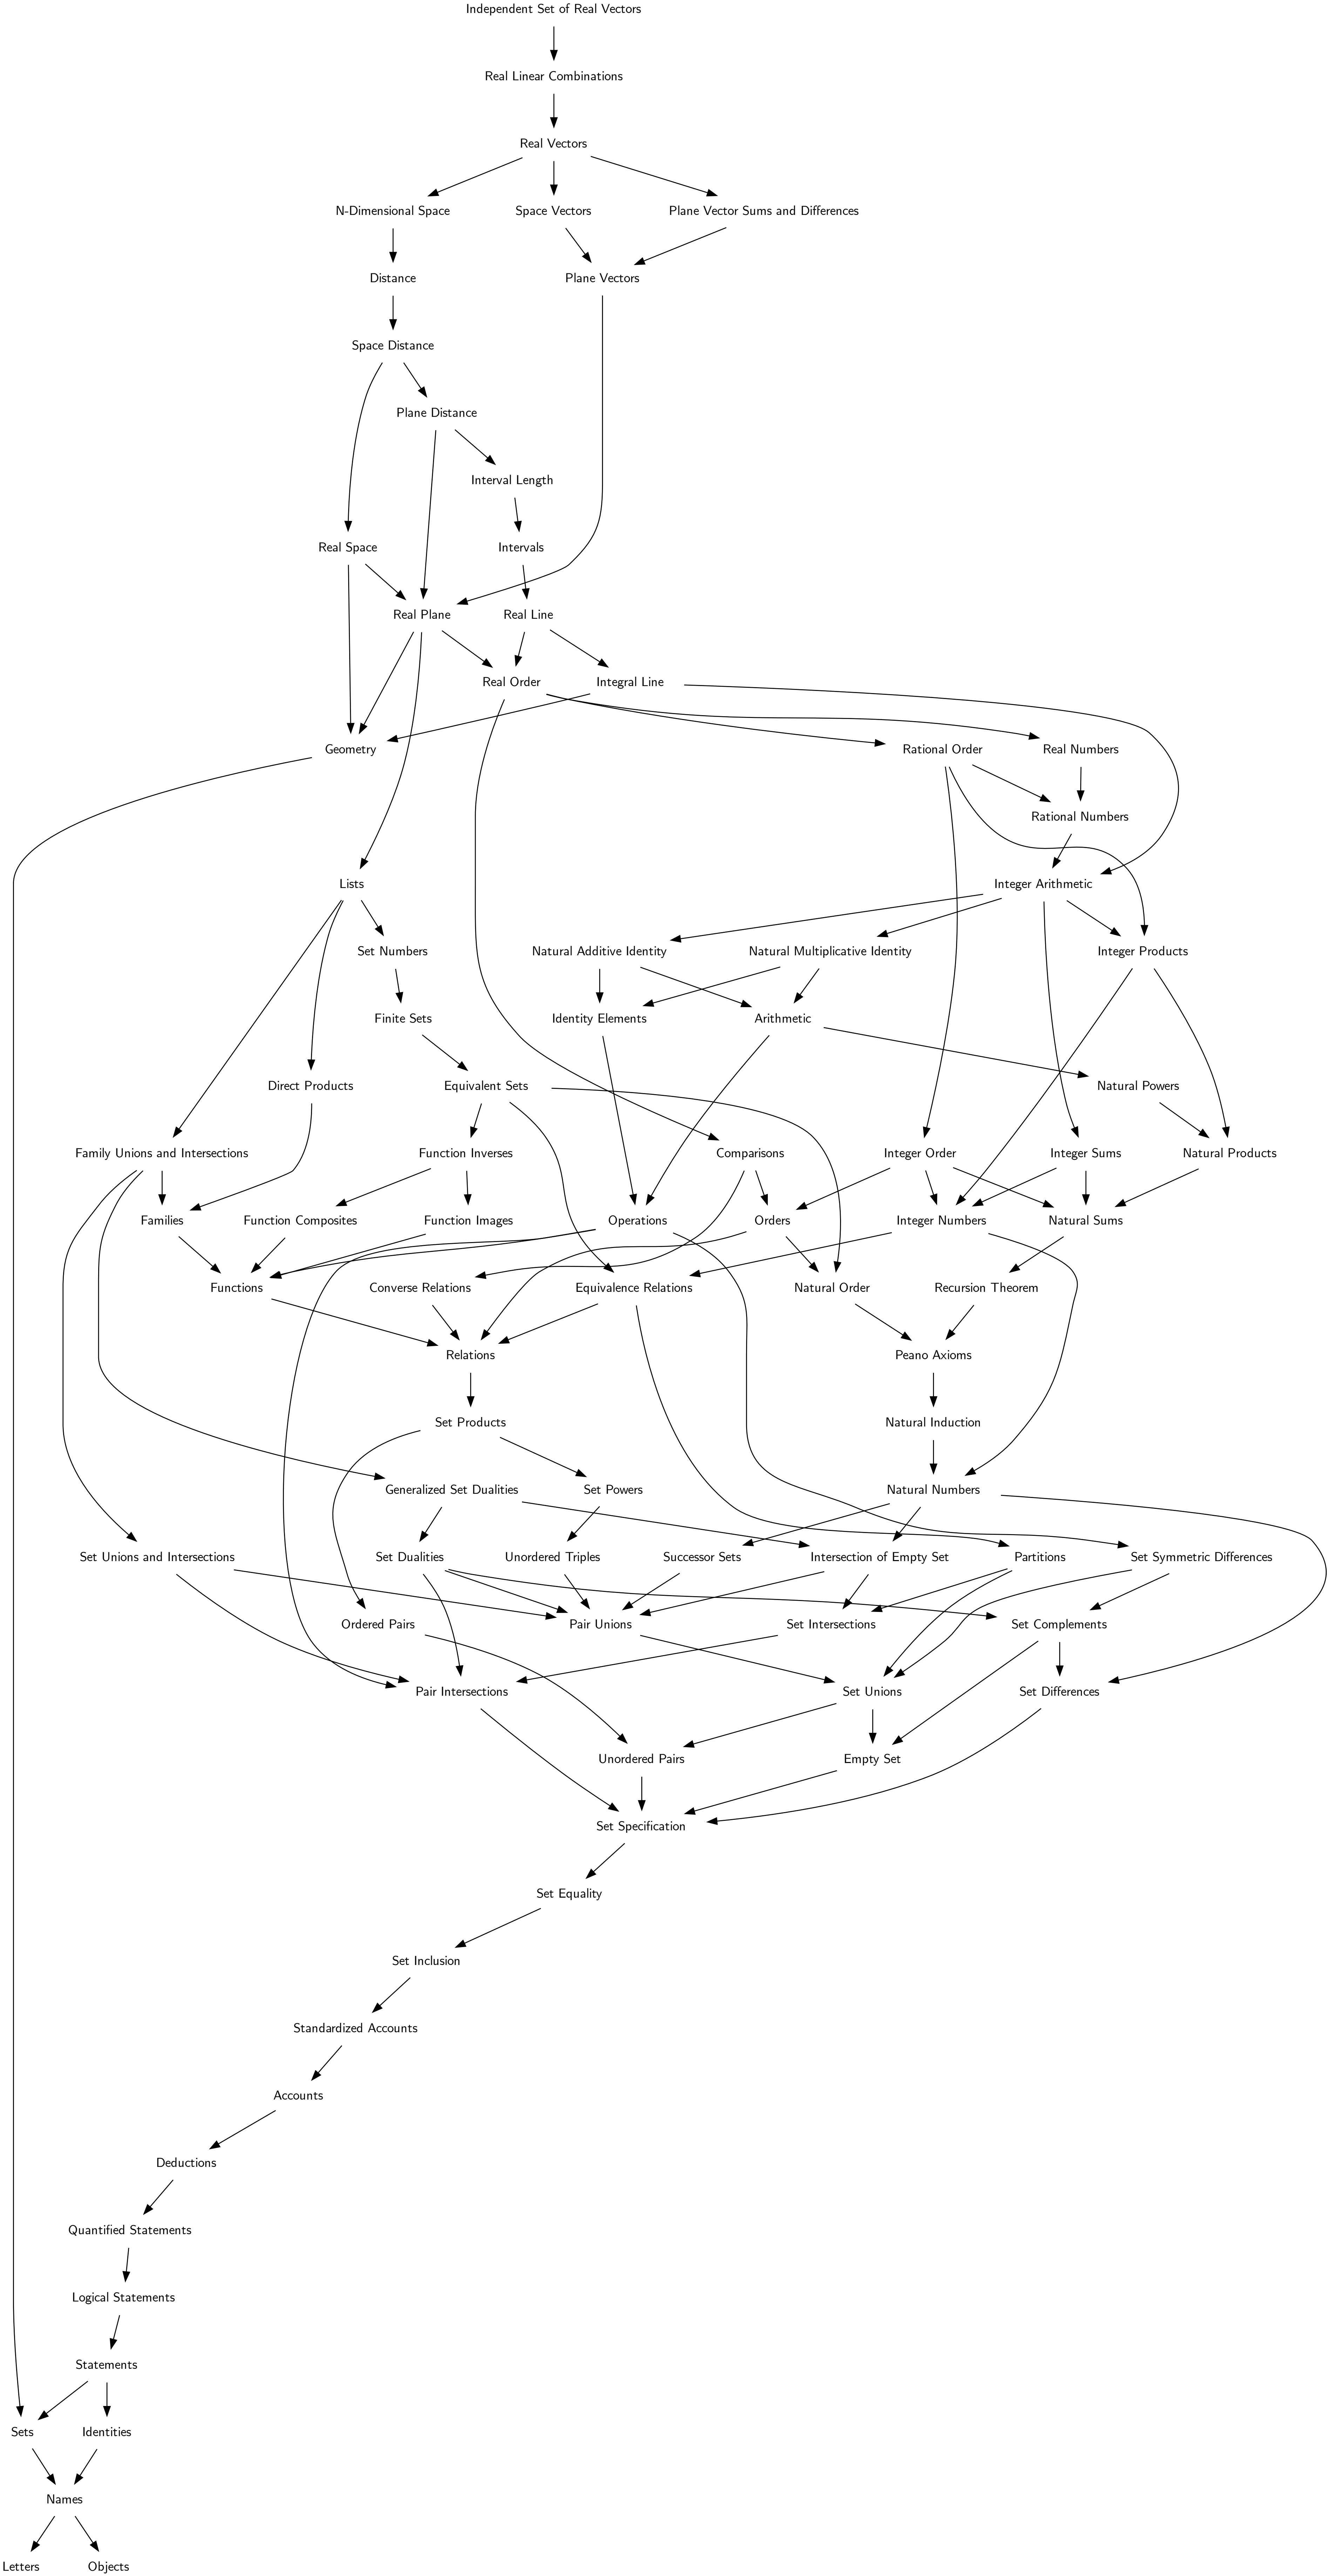 Independent Set of Real Vectors
Real Linear Combinations
Real Vectors
N-Dimensional Space
Space Vectors
Plane Vector Sums and Differences
Distance
Plane Vectors
Space Distance
Plane Distance
Interval Length
Real Space
Intervals
Real Plane
Real Line
Real Order
Integral Line
Geometry
Rational Order
Real Numbers
Rational Numbers
Lists
Integer Arithmetic
Set Numbers
Natural Additive Identity
Natural Multiplicative Identity
Integer Products
Finite Sets
Identity Elements
Arithmetic
Direct Products
Equivalent Sets
Natural Powers
Family Unions and Intersections
Function Inverses
Comparisons
Integer Order
Integer Sums
Natural Products
Families
Function Composites
Function Images
Operations
Orders
Integer Numbers
Natural Sums
Functions
Converse Relations
Equivalence Relations
Natural Order
Recursion Theorem
Relations
Peano Axioms
Set Products
Natural Induction
Generalized Set Dualities
Set Powers
Natural Numbers
Set Unions and Intersections
Set Dualities
Unordered Triples
Successor Sets
Intersection of Empty Set
Partitions
Set Symmetric Differences
Ordered Pairs
Pair Unions
Set Intersections
Set Complements
Pair Intersections
Set Unions
Set Differences
Unordered Pairs
Empty Set
Set Specification
Set Equality
Set Inclusion
Standardized Accounts
Accounts
Deductions
Quantified Statements
Logical Statements
Statements
Sets
Identities
Names
Letters
Objects